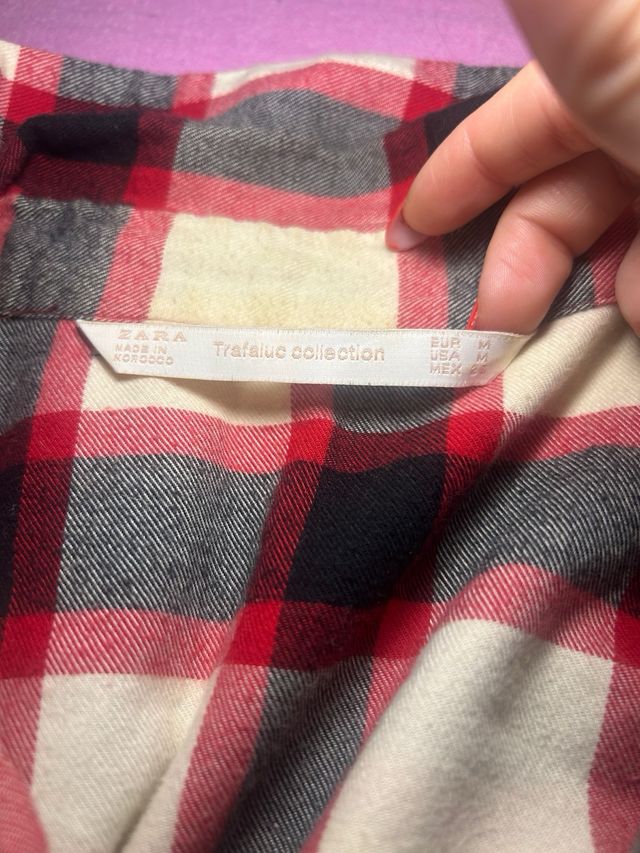 ZARA
MADE IN
MOROCCO
Trafaluc collection
EUR M
USA M
MEX